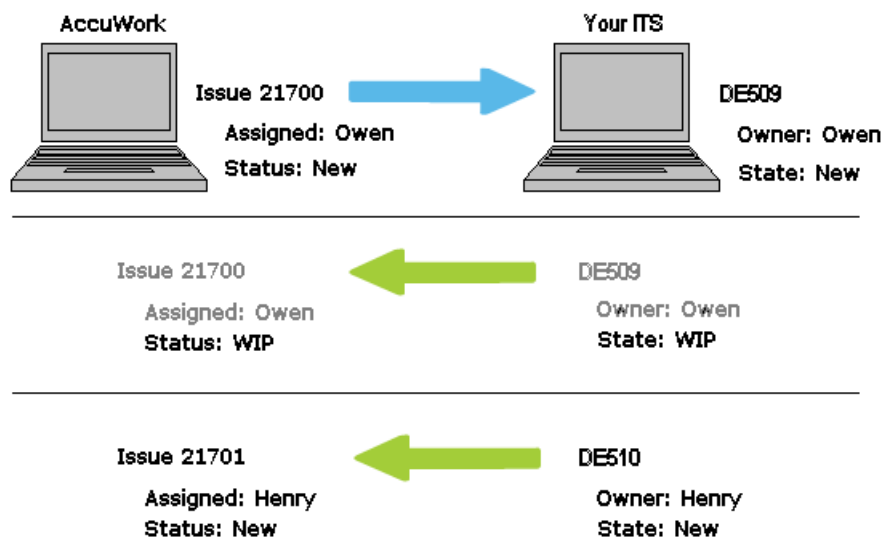 AccuWork
Your ITS
Issue 21700
DE509
Assigned: Owen
Owner: Owen
Status: New
State: New
Issue 21700
DE509
Assigned: Owen
Owner: Owen
Status: WIP
State: WIP
Issue 21701
DE510
Assigned: Henry
Owner: Henry
Status: New
State: New